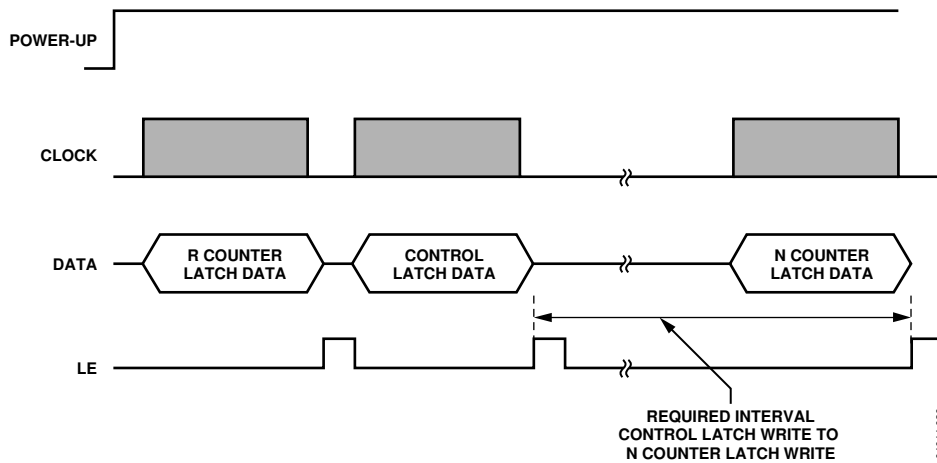 POWER-UP
CLOCK
DATA
R COUNTER
LATCH DATA
CONTROL
LATCH DATA
N COUNTER
LATCH DATA
LE
REQUIRED INTERVAL
CONTROL LATCH WRITE TO
N COUNTER LATCH WRITE